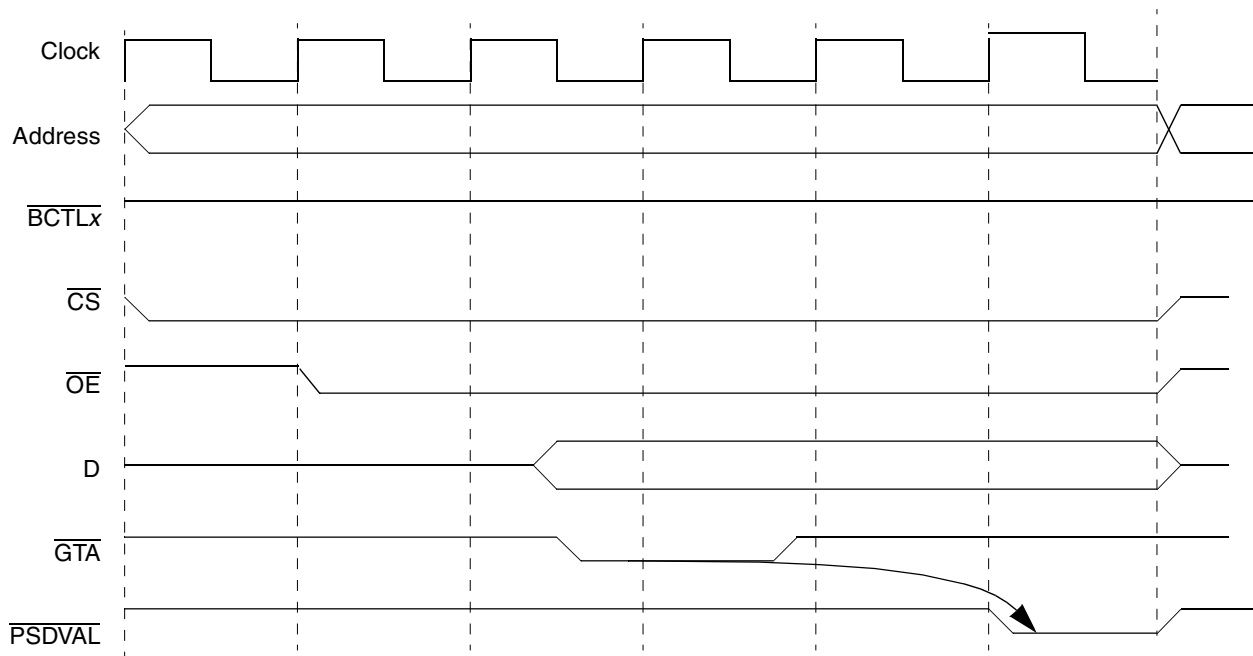 Clock
Address
BCTLx
CS
OE
D
GTA
PSDVAL